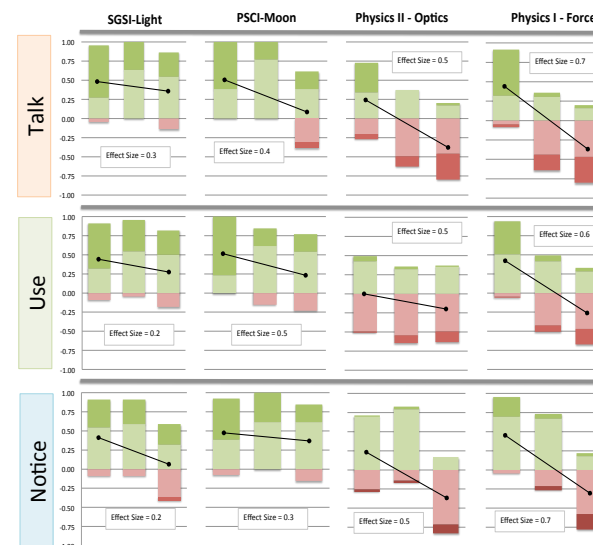 SGSI-Light PSCI-Moon Physics II - Optics Physics I - Force
Talk
1.00
0.75
0.50
0.25
0.00
-0.25
-0.50
-0.75
-1.00
Effect Size = 0.3
Effect Size = 0.4
Effect Size = 0.5
Effect Size = 0.7
Use
1.00
0.75
0.50
0.25
0.00
-0.25
-0.50
-0.75
-1.00
Effect Size = 0.2
Effect Size = 0.5
Effect Size = 0.5
Effect Size = 0.6
Notice
1.00
0.75
0.50
0.25
0.00
-0.25
-0.50
-0.75
-1.00
Effect Size = 0.2
Effect Size = 0.3
Effect Size = 0.5
Effect Size = 0.7